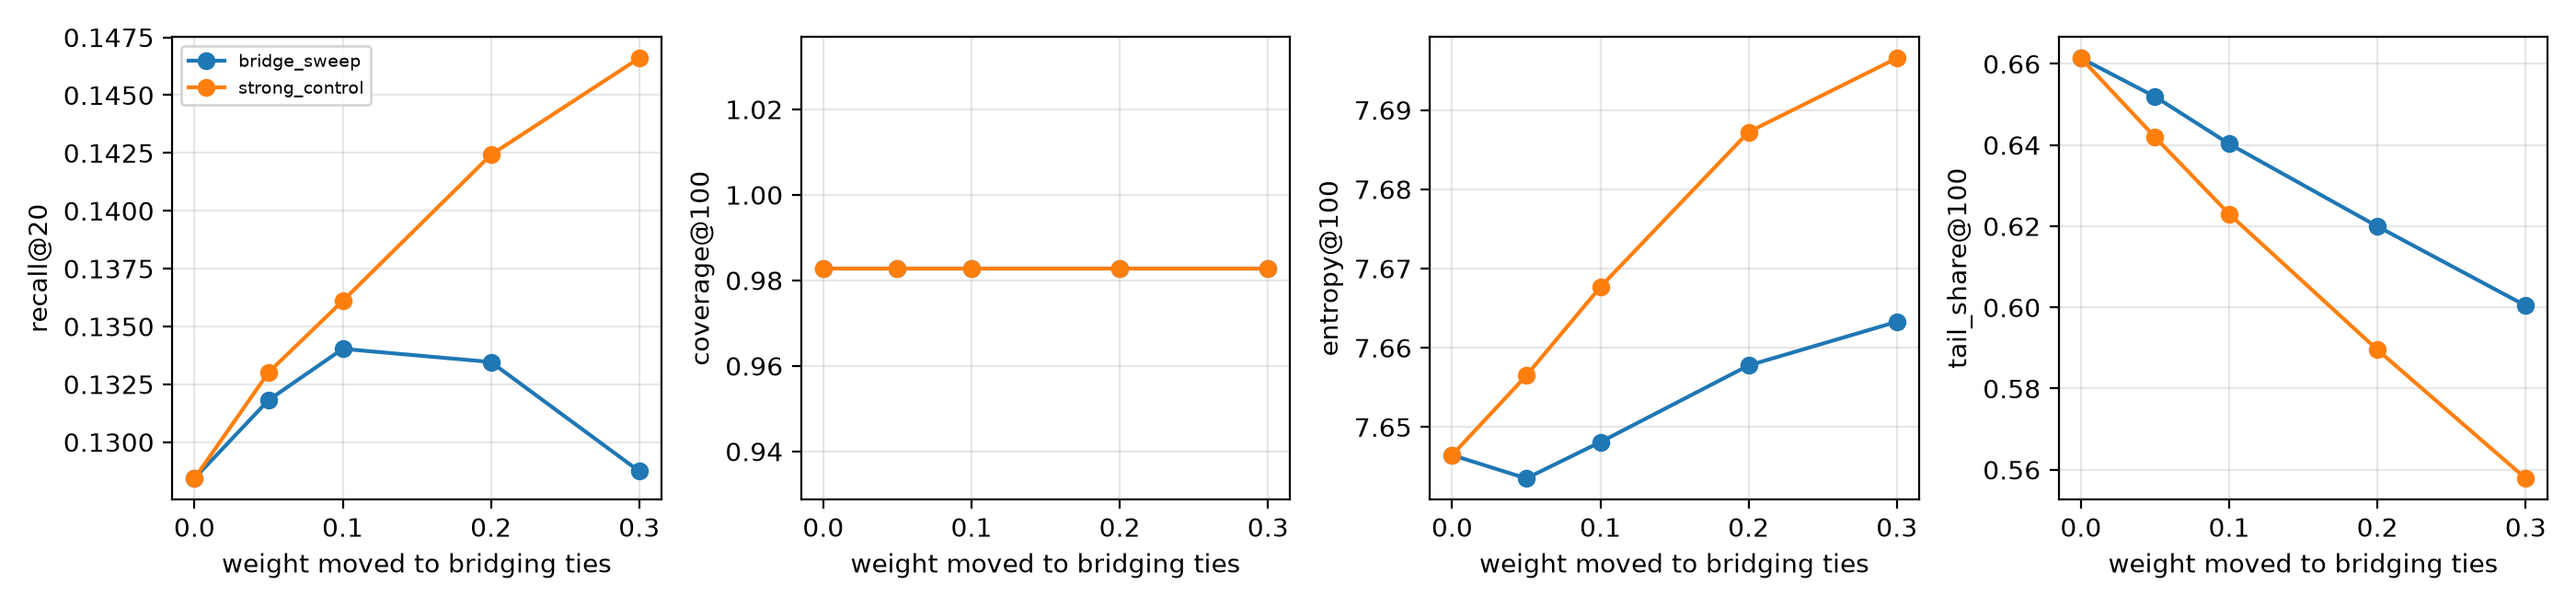 recall@20
0.1475
0.1450
0.1425
0.1400
0.1375
0.1350
0.1325
0.1300
bridge_sweep
strong_control
0.0 0.1 0.2 0.3
weight moved to bridging ties
coverage@100
1.02
1.00
0.98
0.96
0.94
0.0 0.1 0.2 0.3
weight moved to bridging ties
entropy@100
7.69
7.68
7.67
7.66
7.65
0.0 0.1 0.2 0.3
weight moved to bridging ties
tail_share@100
0.66
0.64
0.62
0.60
0.58
0.56
0.0 0.1 0.2 0.3
weight moved to bridging ties